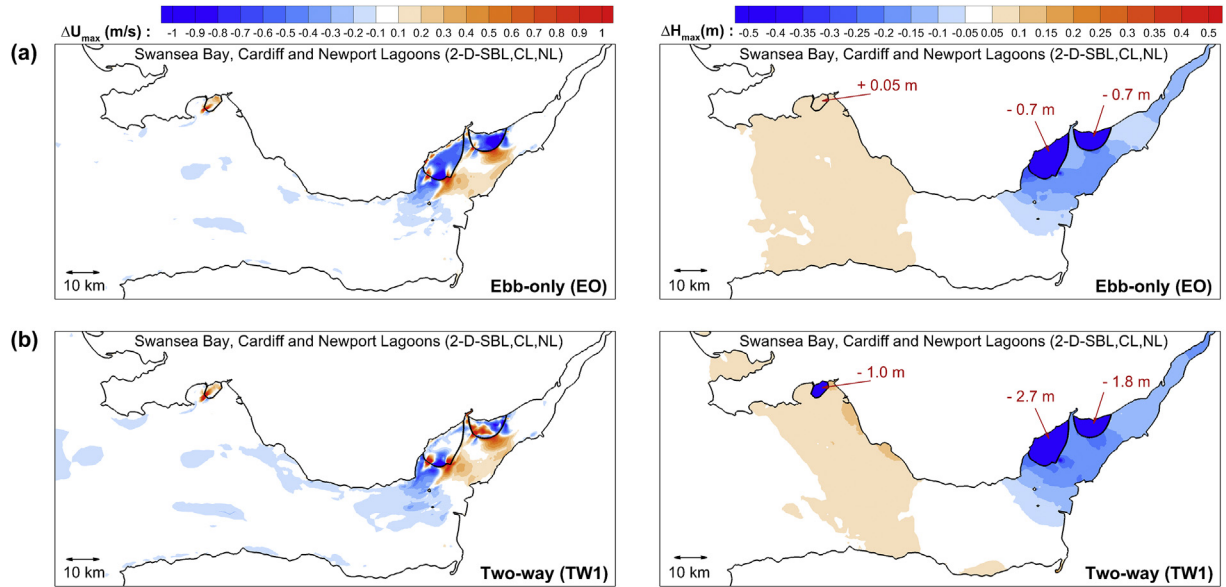 ΔUmax (m/s) : -1 -0.9 -0.8 -0.7 -0.6 -0.5 -0.4 -0.3 -0.2 -0.1 0.1 0.2 0.3 0.4 0.5 0.6 0.7 0.8 0.9 1
ΔHmax(m) : -0.5 -0.4 -0.3 -0.25 -0.2 -0.15 -0.1 -0.05 0.05 0.1 0.15 0.2 0.25 0.3 0.4 0.5
(a)
Swansea Bay, Cardiff and Newport Lagoons (2-D-SBL,CL,NL)
10 km
Ebb-only (EO)
Swansea Bay, Cardiff and Newport Lagoons (2-D-SBL,CL,NL)
+ 0.05 m
- 0.7 m
- 0.7 m
10 km
Ebb-only (EO)
(b)
Swansea Bay, Cardiff and Newport Lagoons (2-D-SBL,CL,NL)
10 km
Two-way (TW1)
Swansea Bay, Cardiff and Newport Lagoons (2-D-SBL,CL,NL)
- 1.0 m
- 1.8 m
- 2.7 m
10 km
Two-way (TW1)